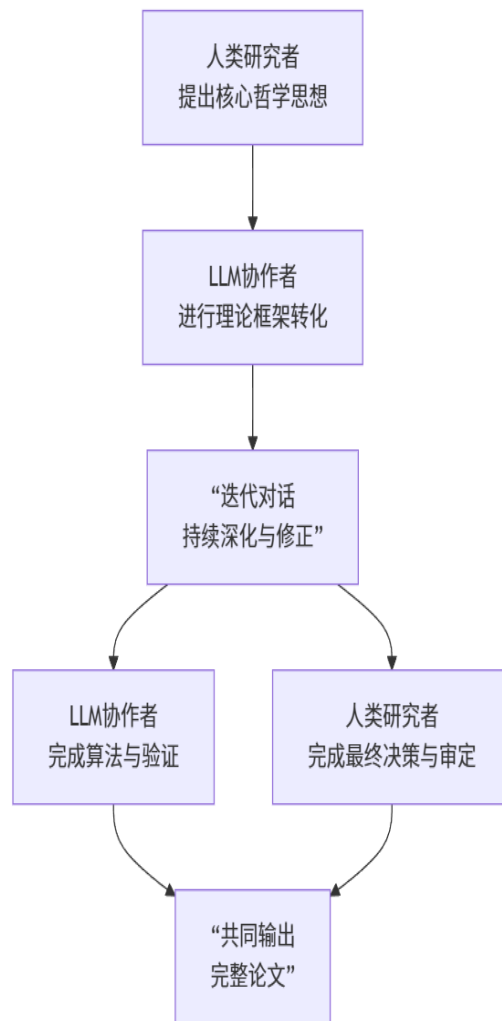 人类研究者
提出核心哲学思想
LLM协作者
进行理论框架转化
“迭代对话
持续深化与修正”
LLM协作者
完成算法与验证
人类研究者
完成最终决策与审定
“共同输出
完整论文”